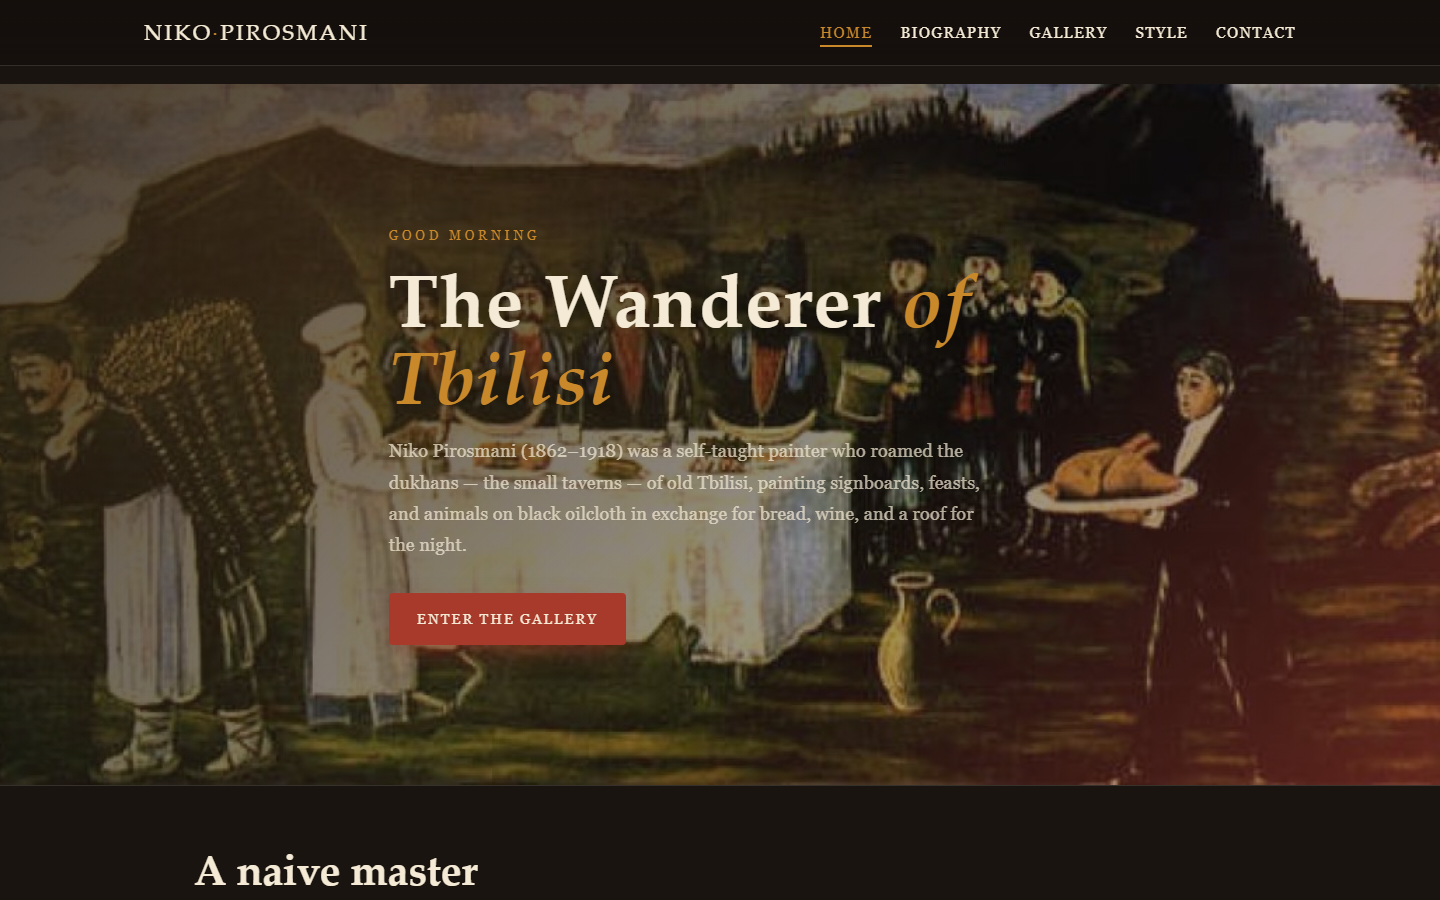 NIKO·PIROSMANI
HOME BIOGRAPHY GALLERY STYLE CONTACT
GOOD MORNING
The Wanderer of
Tbilisi
Niko Pirosmani (1862–1918) was a self-taught painter who roamed the
dukhans — the small taverns — of old Tbilisi, painting signboards, feasts,
and animals on black oilcloth in exchange for bread, wine, and a roof for
the night.
ENTER THE GALLERY
A naive master